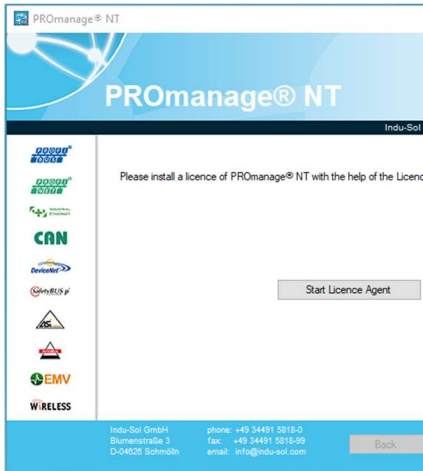 PROmanage® NT
PROmanage® NT
Indu-Sol
PROFI
BUS®
PROFI
NET®
INDUSTRIAL
ETHERNET
Please install a licence of PROmanage® NT with the help of the Licenc
CAN
DeviceNet
SafetyBUS p
Start Licence Agent
EMV
WiRELESS
Indu-Sol GmbH
Blumenstraße 3
D-04626 Schmölln
phone: +49 34491 5818-0
fax: +49 34491 5818-99
email: info@indu-sol.com
Back